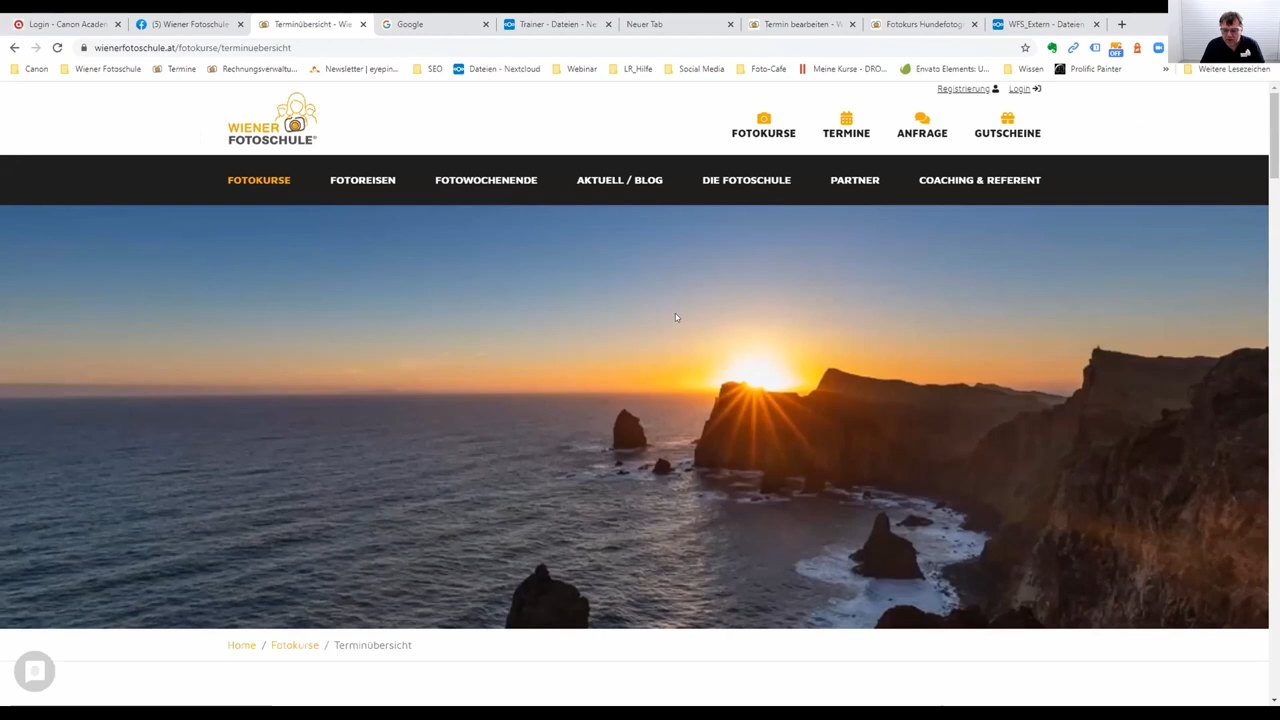 Login - Canon Acaden
(5) Wiener Fotoschule
Terminübersicht - Wie
Google
Trainer - Dateien - Ne
Neuer Tab
Termin bearbeiten - W
Fotokurs Hundefotog
WFS_Extern - Dateien
wienerfotoschule.at/fotokurse/terminuebersicht
OFF
Canon
Wiener Fotoschule
Termine
Rechnungsverwaltu...
Newsletter | eyepin...
SEO
Dateien - Nextcloud
Webinar
LR_Hilfe
Social Media
Foto-Cafe
Meine Kurse - DRO...
Envato Elements: U...
Wissen
Prolific Painter
»
Weitere Lesezeichen
Registrierung
Login
WIENER
FOTOSCHULE®
FOTOKURSE
TERMINE
ANFRAGE
GUTSCHEINE
FOTOKURSE
FOTOREISEN
FOTOWOCHENENDE
AKTUELL / BLOG
DIE FOTOSCHULE
PARTNER
COACHING & REFERENT
Home / Fotokurse / Terminübersicht